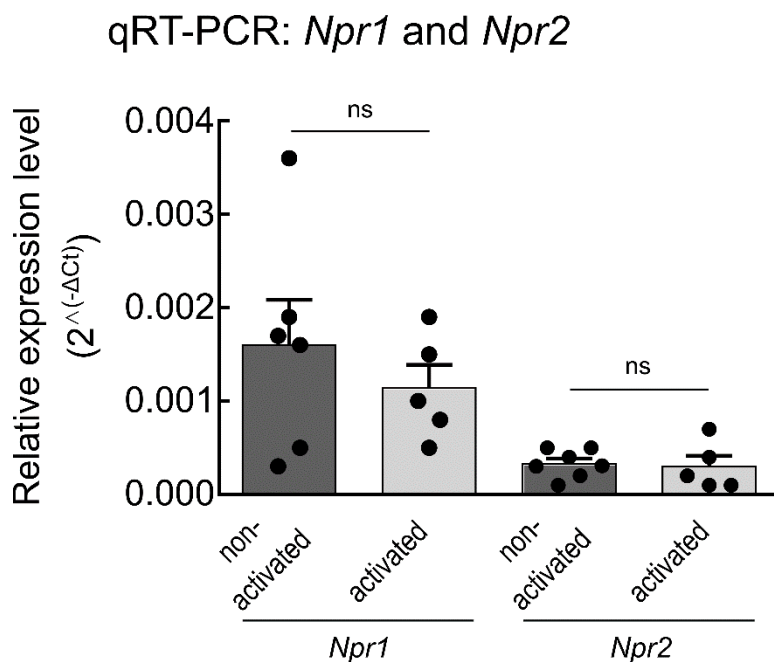 qRT-PCR: Npr1 and Npr2
Relative expression level
(2^(-ΔCt))
0.004
0.003
0.002
0.001
0.000
ns
ns
non-
activated
activated
non-
activated
activated
Npr1
Npr2